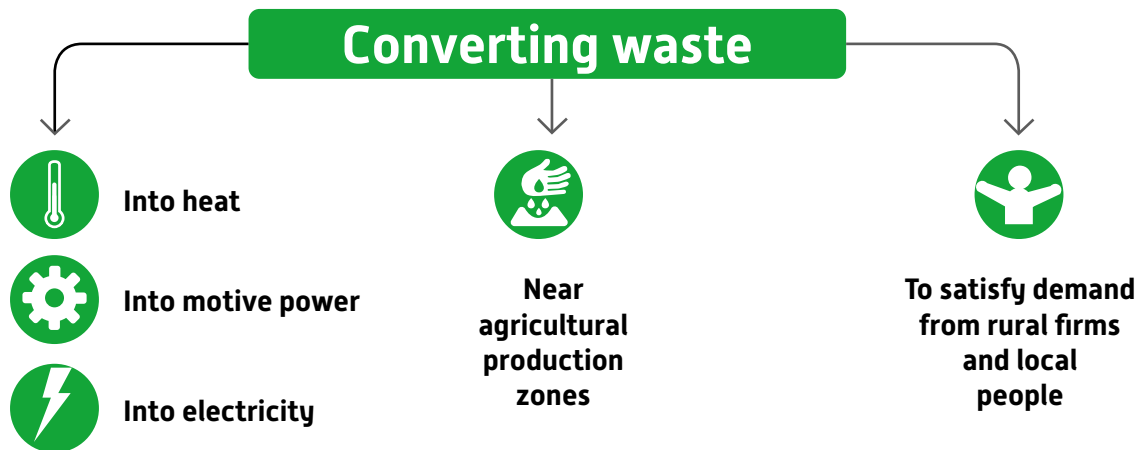 Converting waste
Into heat
Into motive power
Into electricity
Near
agricultural
production
zones
To satisfy demand
from rural firms
and local
people